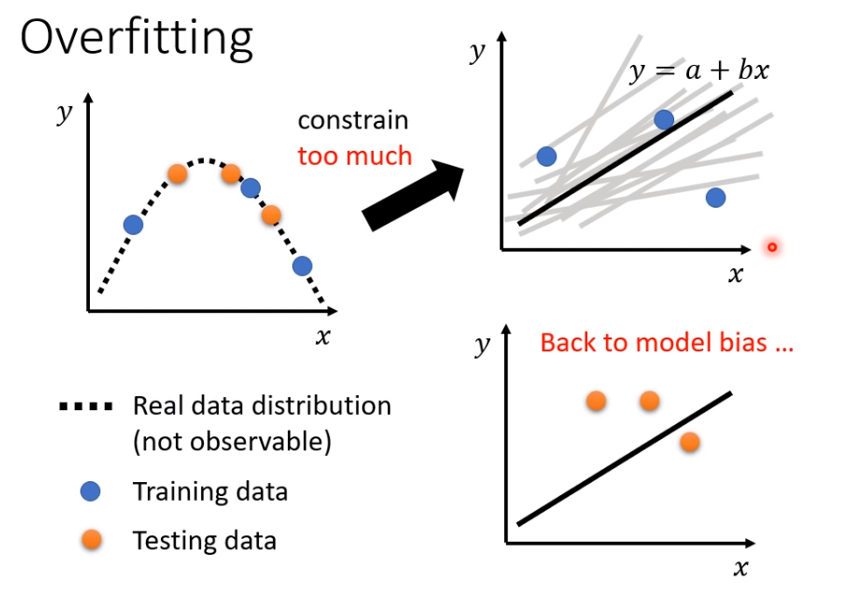 Overfitting
y
x
constrain
too much
y
y = a + bx
x
Real data distribution
(not observable)
Training data
Testing data
y
Back to model bias ...
x